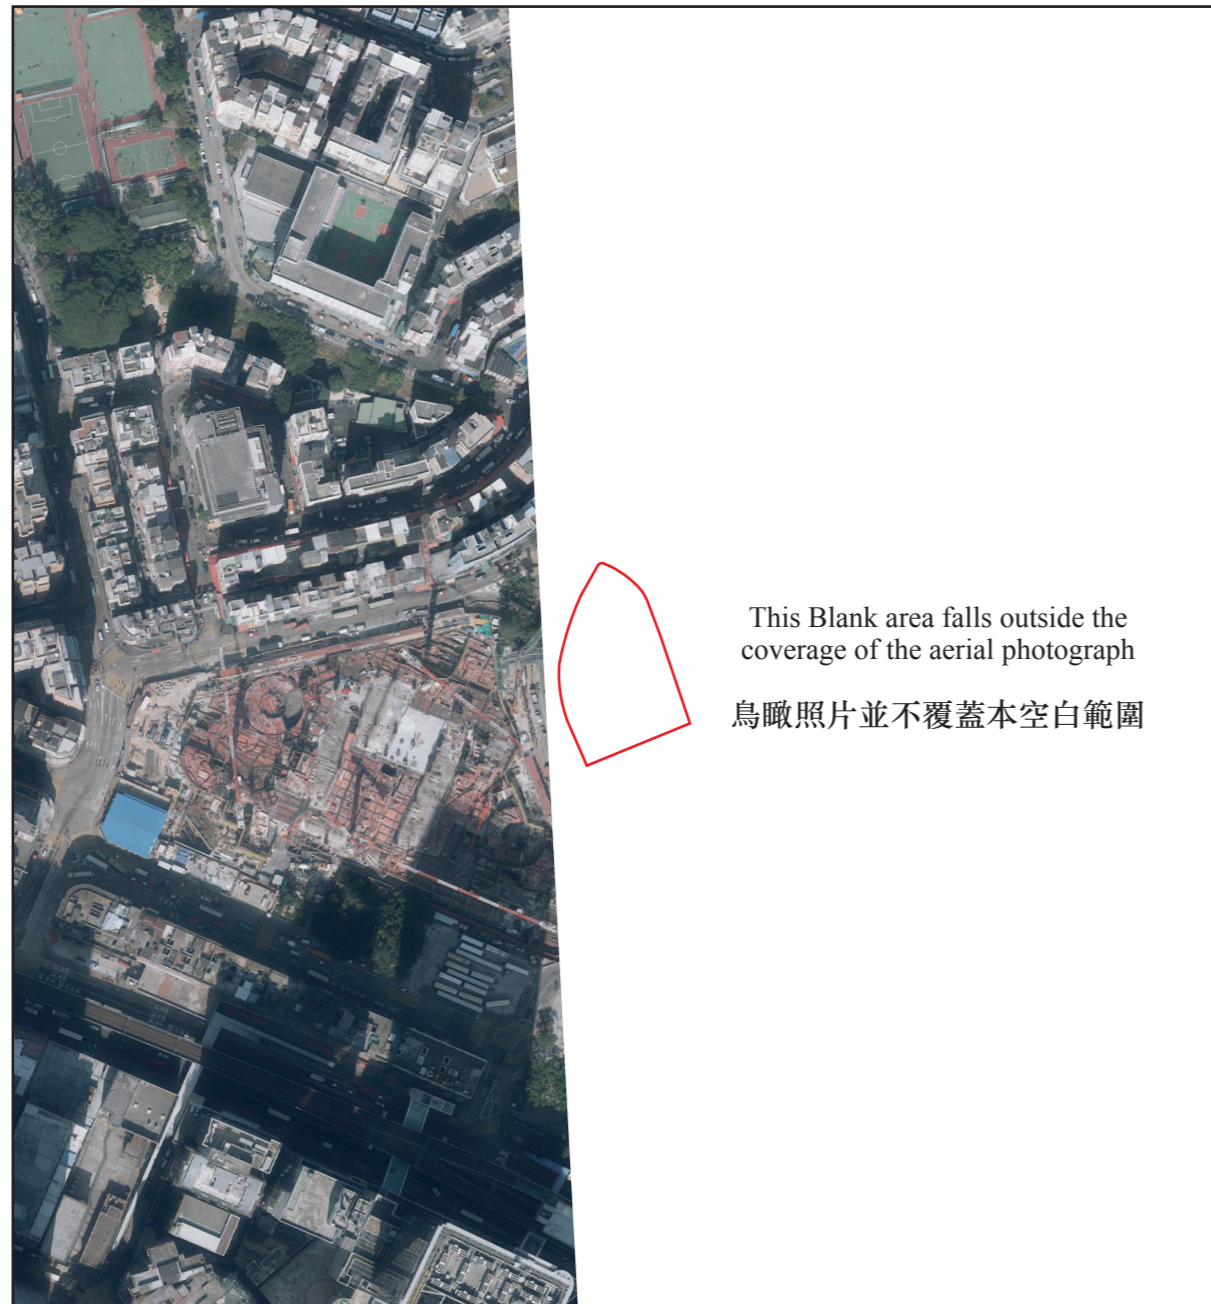 This Blank area falls outside the
coverage of the aerial photograph
鳥瞰照片並不覆蓋本空白範圍